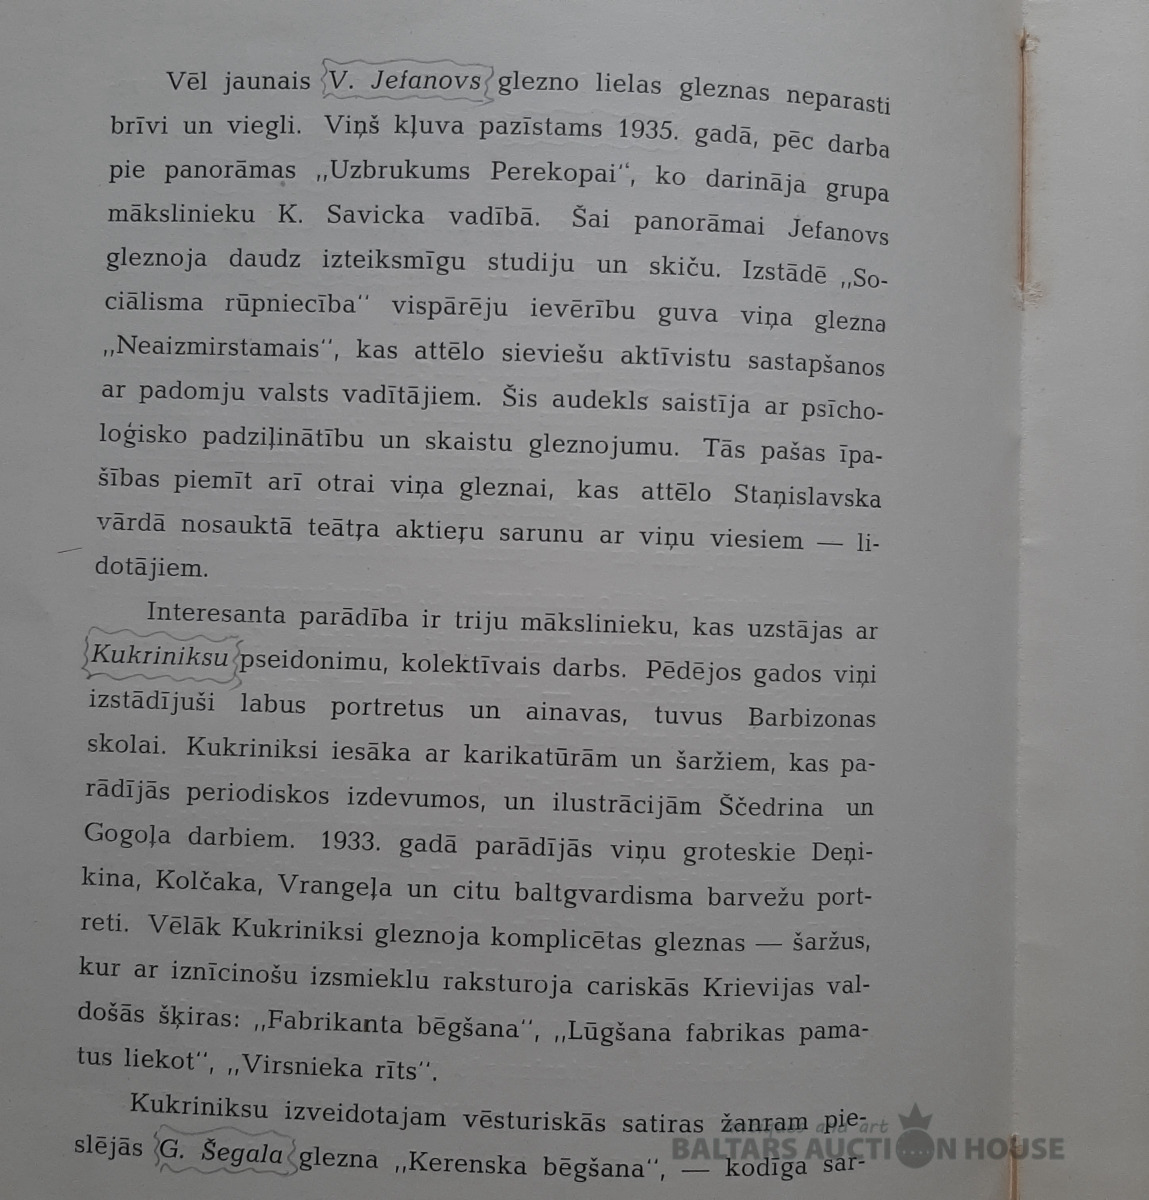 Vēl jaunais V. Jefanovs glezno lielas gleznas neparasti
brīvi un viegli. Viņš kļuva pazīstams 1935. gadā, pēc darba
pie panorāmas „Uzbrukums Perekopai“, ko darināja grupa
mākslinieku K. Savicka vadībā. Šai panorāmai Jefanovs
gleznoja daudz izteiksmīgu studiju un skiču. Izstādē „So-
ciālisma rūpniecība“ vispārēju ievērību guva viņa glezna
„Neaizmirstamais“, kas attēlo sieviešu aktīvistu sastapšanos
ar padomju valsts vadītājiem. Šis audekls saistīja ar psīcho-
loģisko padziļinātību un skaistu gleznojumu. Tās pašas īpa-
šības piemīt arī otrai viņa gleznai, kas attēlo Staņislavska
vārdā nosauktā teātŗa aktieŗu sarunu ar viņu viesiem — li-
dotājiem.
Interesanta parādība ir triju mākslinieku, kas uzstājas ar
Kukriniksu pseidonimu, kolektīvais darbs. Pēdējos gados viņi
izstādījuši labus portretus un ainavas, tuvus Barbizonas
skolai. Kukriniksi iesāka ar karikatūrām un šaržiem, kas pa-
rādījās periodiskos izdevumos, un ilustrācijām Ščedrina un
Gogoļa darbiem. 1933. gadā parādījās viņu groteskie Deņi-
kina, Kolčaka, Vrangeļa un citu baltgvardisma barvežu port-
reti. Vēlāk Kukriniksi gleznoja komplicētas gleznas — šaržus,
kur ar iznīcinošu izsmieklu raksturoja cariskās Krievijas val-
došās šķiras: „Fabrikanta bēgšana“, „Lūgšana fabrikas pama-
tus liekot“, „Virsnieka rīts“.
Kukriniksu izveidotajam vēsturiskās satiras žanram pie-
slējās G. Šegala glezna „Kerenska bēgšana“, — kodīga sar-
and art
BALTARS AUCTION HOUSE